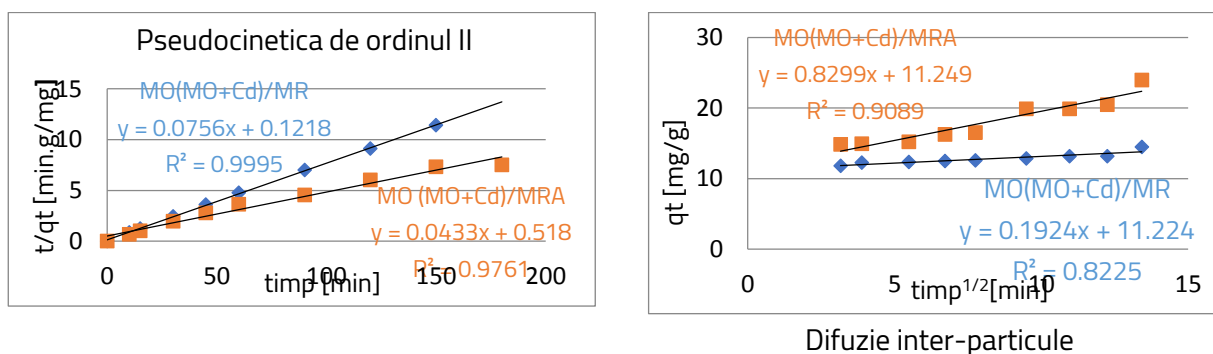 Pseudocinetica de ordinul II
t/qt [min.g/mg]
15
10
5
0
MO(MO+Cd)/MR
y = 0.0756x + 0.1218
R² = 0.9995
MO (MO+Cd)/MRA
y = 0.0433x + 0.518
R² = 0.9761
0 50 100 150 200
timp [min]
qt [mg/g]
30
20
10
0
MO(MO+Cd)/MRA
y = 0.8299x + 11.249
R² = 0.9089
MO(MO+Cd)/MR
y = 0.1924x + 11.224
R² = 0.8225
0 5 10 15
timp¹/²[min]
Difuzie inter-particule